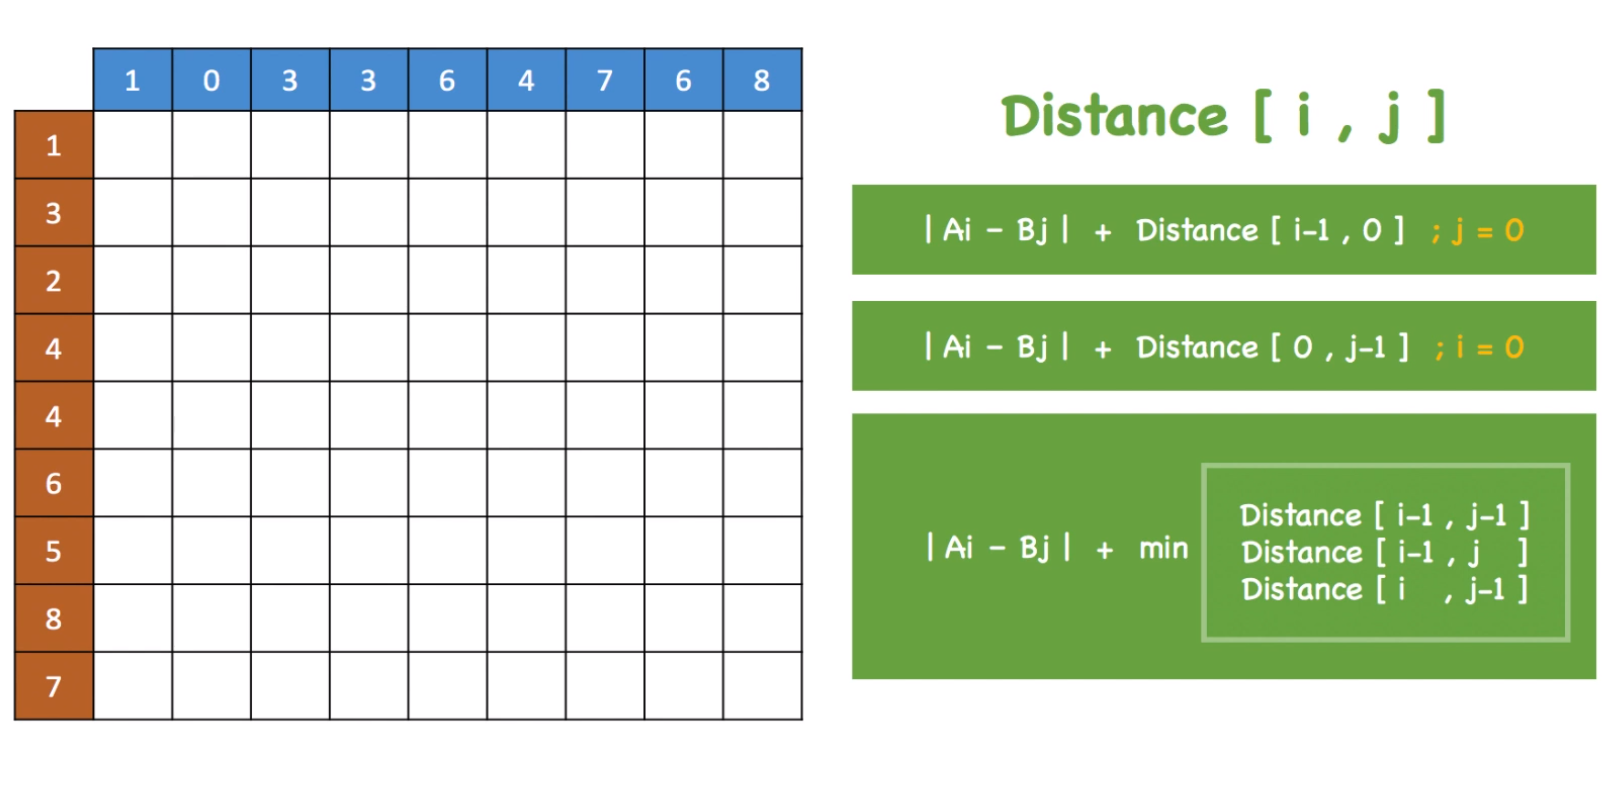 1 0 3 3 6 4 7 6 8
1
3
2
4
4
6
5
8
7
Distance [ i , j ]
| Ai - Bj | + Distance [ i-1 , 0 ] ; j = 0
| Ai - Bj | + Distance [ 0 , j-1 ] ; i = 0
| Ai - Bj | + min
Distance [ i-1 , j-1 ]
Distance [ i-1 , j ]
Distance [ i , j-1 ]